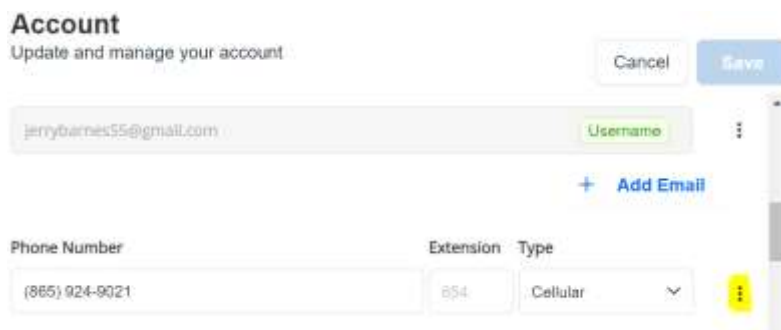 Account
Update and manage your account
Cancel
Save
jerrybarnes55@gmail.com
Username
+ Add Email
Phone Number
Extension
Type
(865) 924-9021
654
Cellular